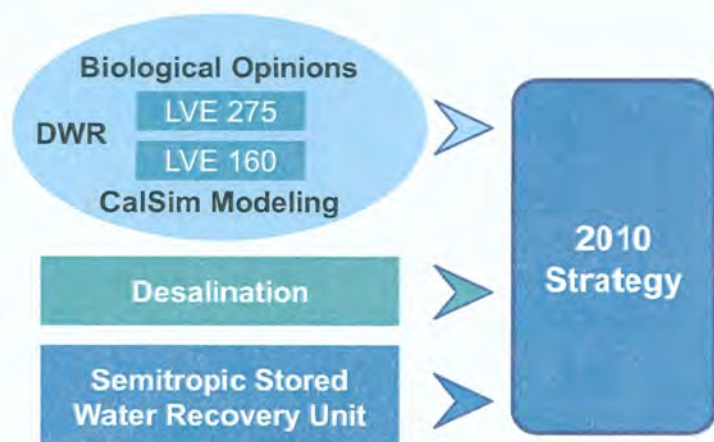 Biological Opinions
LVE 275
DWR
LVE 160
CalSim Modeling
Desalination
Semitropic Stored
Water Recovery Unit
2010
Strategy